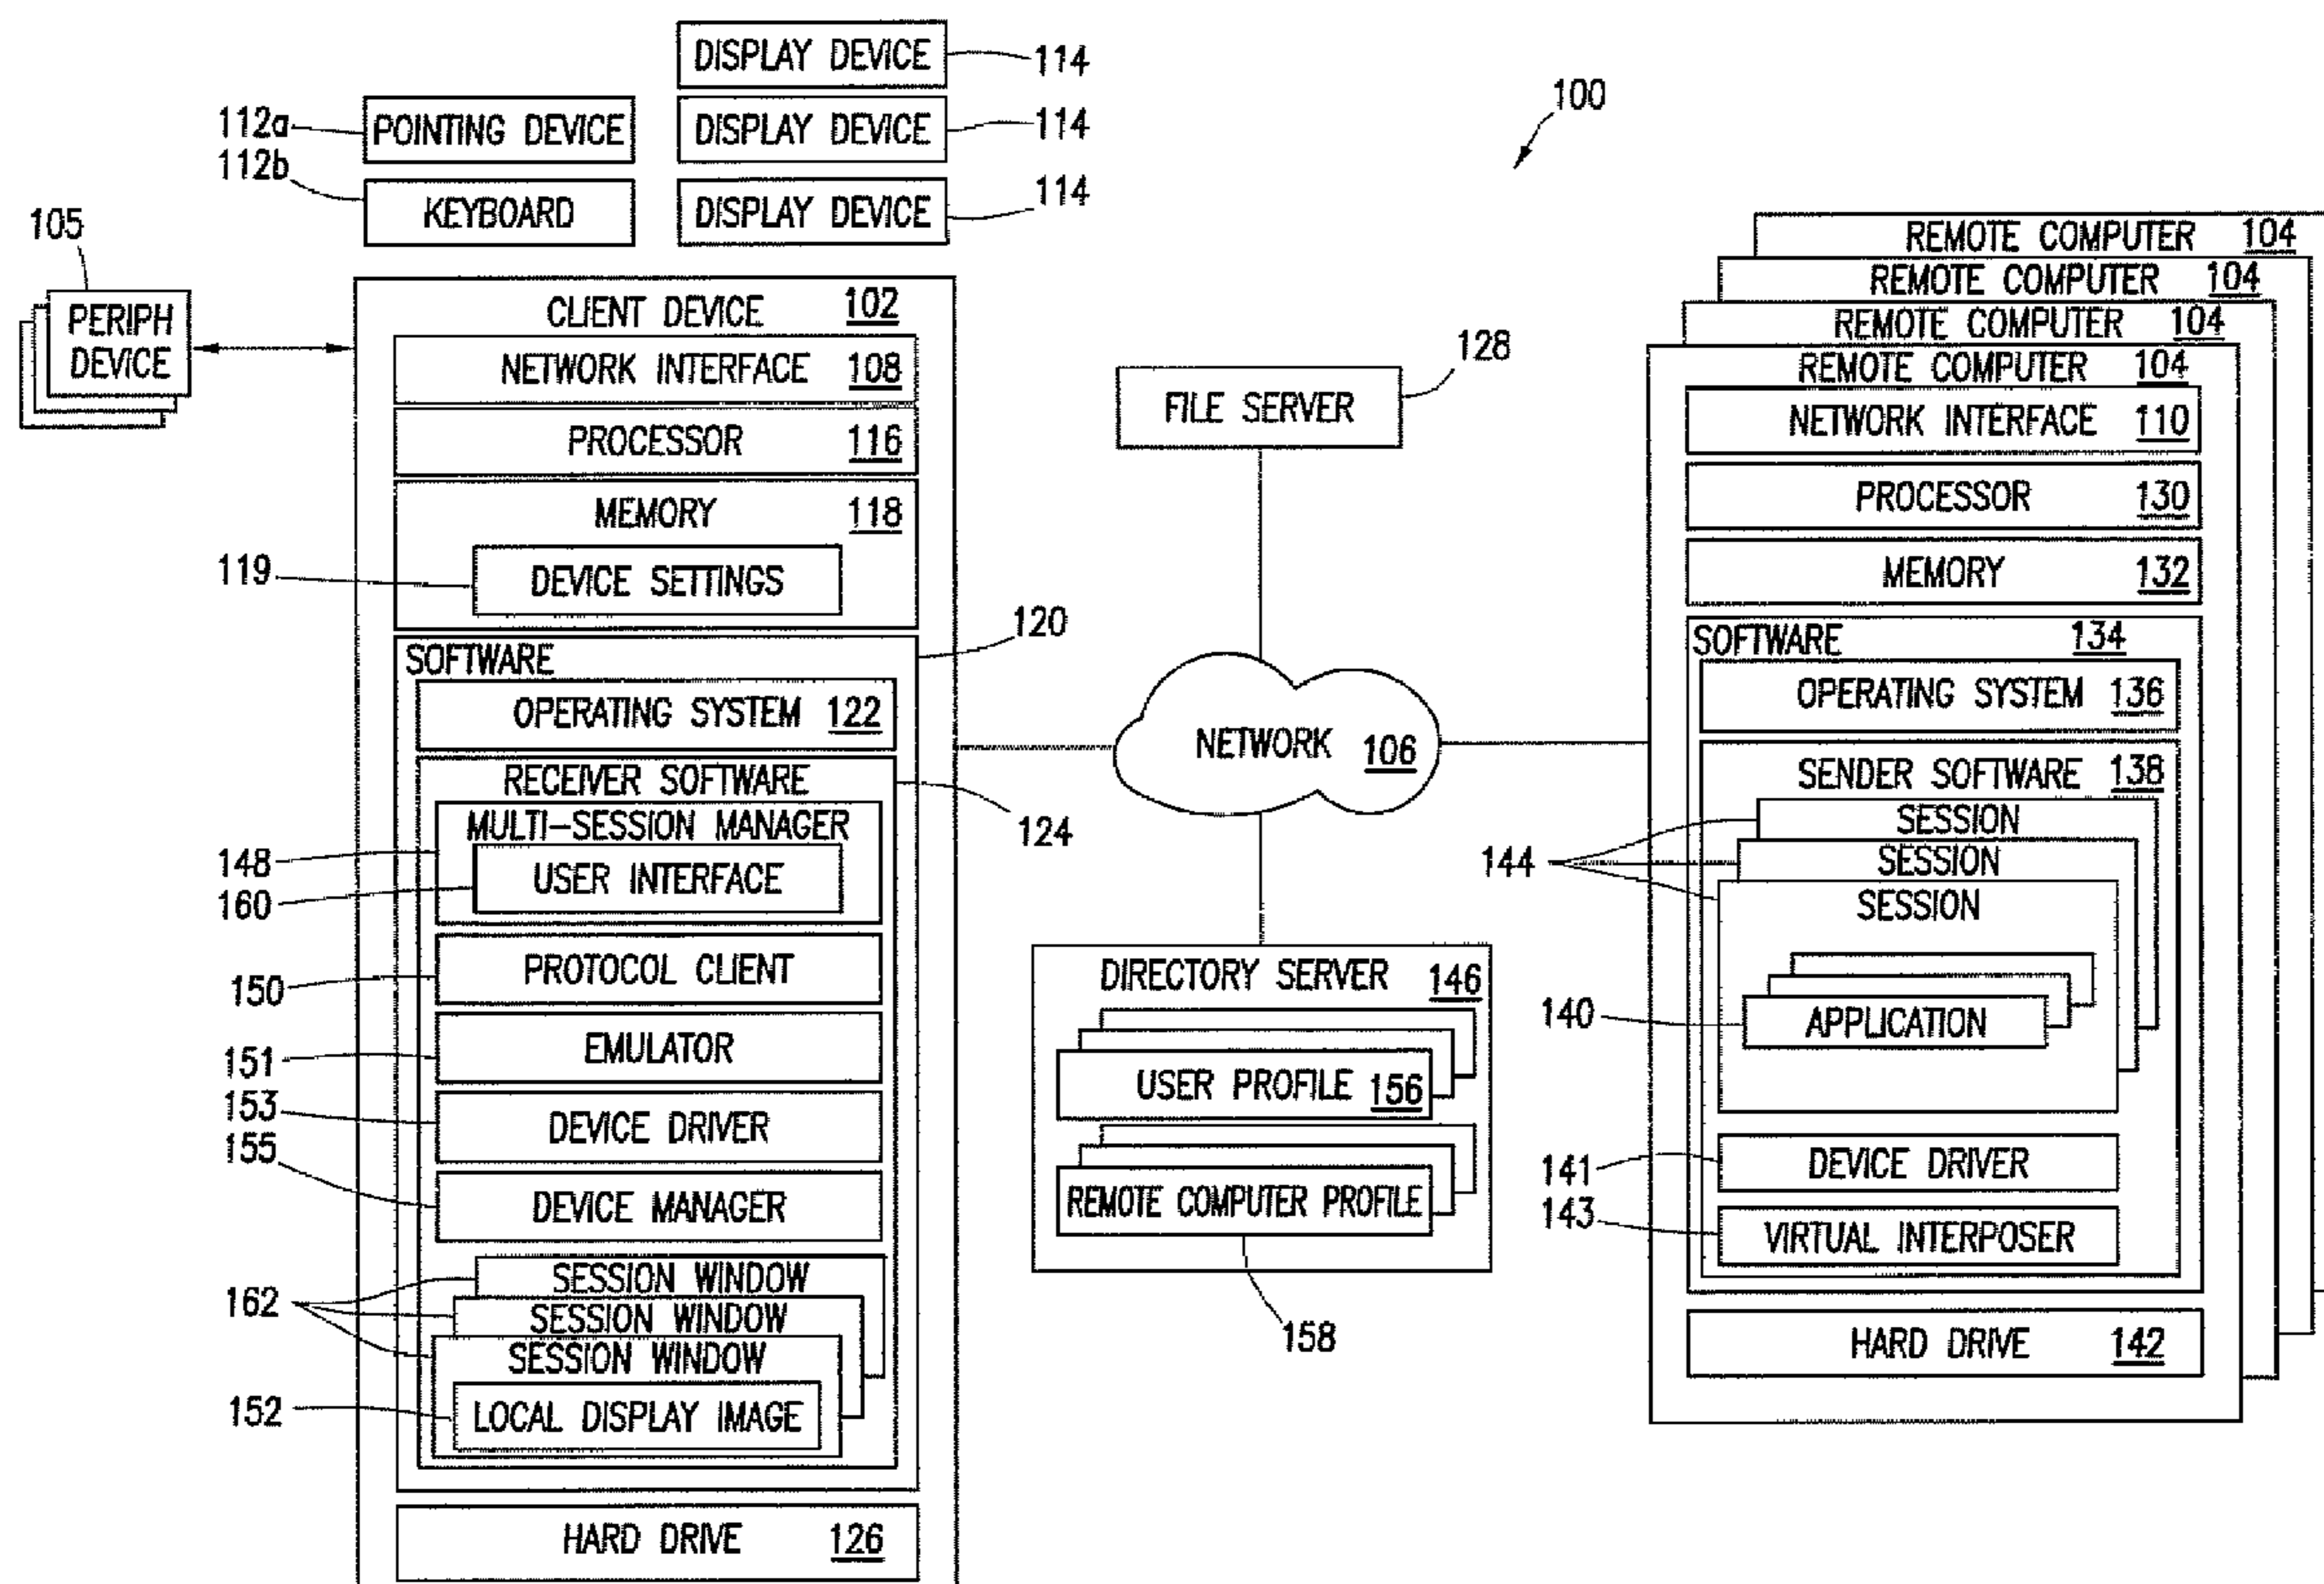 DISPLAY DEVICE 114
100
112a POINTING DEVICE DISPLAY DEVICE 114
112b
KEYBOARD DISPLAY DEVICE 114
105
PERIPH
DEVICE
CLIENT DEVICE 102
NETWORK INTERFACE 108
PROCESSOR 116
MEMORY 118
119 DEVICE SETTINGS
120
SOFTWARE
OPERATING SYSTEM 122
RECEIVER SOFTWARE
124
MULTI-SESSION MANAGER
148
USER INTERFACE
160
PROTOCOL CLIENT
150
EMULATOR
151
153
DEVICE DRIVER
155
DEVICE MANAGER
SESSION WINDOW
162
SESSION WINDOW
SESSION WINDOW
152 LOCAL DISPLAY IMAGE
HARD DRIVE 126
FILE SERVER 128
NETWORK 106
DIRECTORY SERVER 146
USER PROFILE 156
REMOTE COMPUTER PROFILE
158
REMOTE COMPUTER 104
REMOTE COMPUTER 104
REMOTE COMPUTER 104
REMOTE COMPUTER 104
NETWORK INTERFACE 110
PROCESSOR 130
MEMORY 132
SOFTWARE 134
OPERATING SYSTEM 136
SENDER SOFTWARE 138
SESSION
144 SESSION
SESSION
140 APPLICATION
141 DEVICE DRIVER
143 VIRTUAL INTERPOSER
HARD DRIVE 142